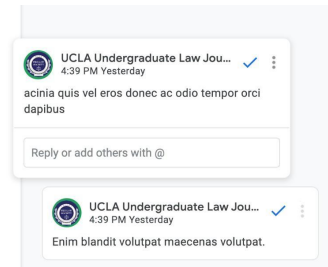 UCLA Undergraduate Law Jou...
4:39 PM Yesterday
acinia quis vel eros donec ac odio tempor orci
dapibus
Reply or add others with @
UCLA Undergraduate Law Jou...
4:39 PM Yesterday
Enim blandit volutpat maecenas volutpat.